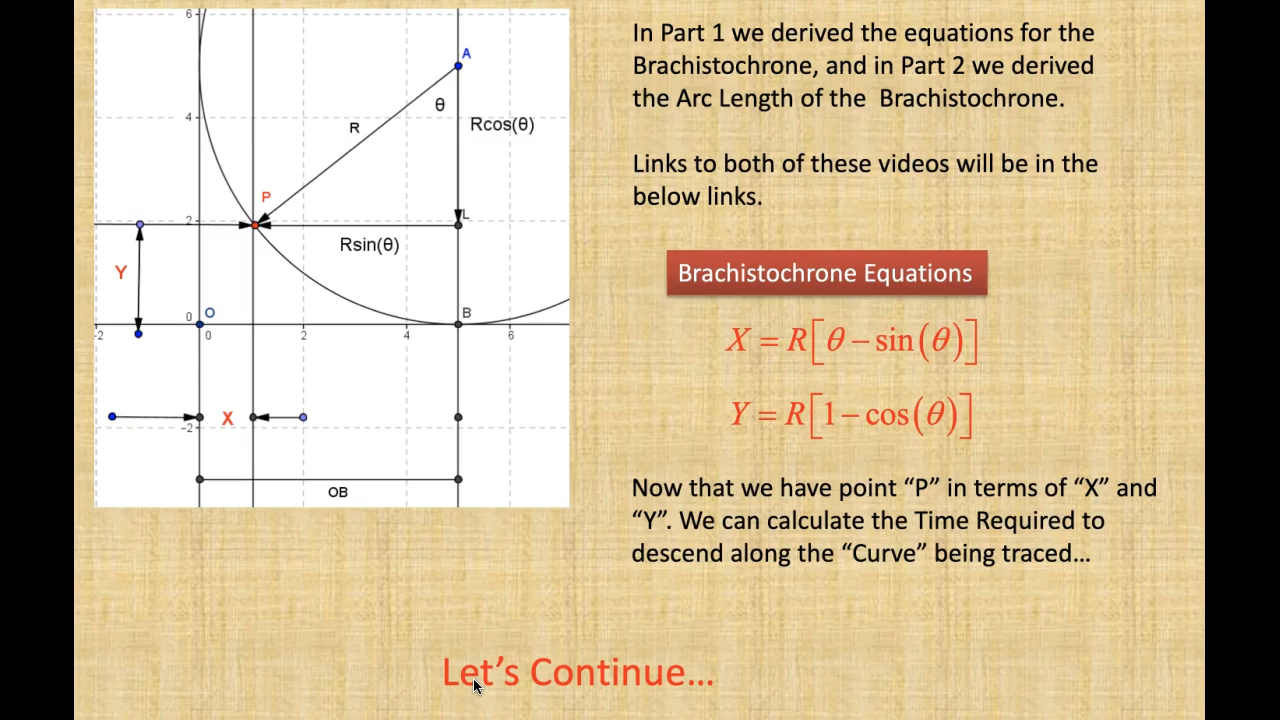 In Part 1 we derived the equations for the
Brachistochrone, and in Part 2 we derived
the Arc Length of the Brachistochrone.
Links to both of these videos will be in the
below links.
Brachistochrone Equations
X = R[θ − sin(θ)]
Y = R[1 − cos(θ)]
Now that we have point “P” in terms of “X” and
“Y”. We can calculate the Time Required to
descend along the “Curve” being traced…
Let’s Continue…
6
A
θ
4
R
Rcos(θ)
P
2
L
Rsin(θ)
Y
0
O
B
-2
0
2
4
6
X
-2
OB